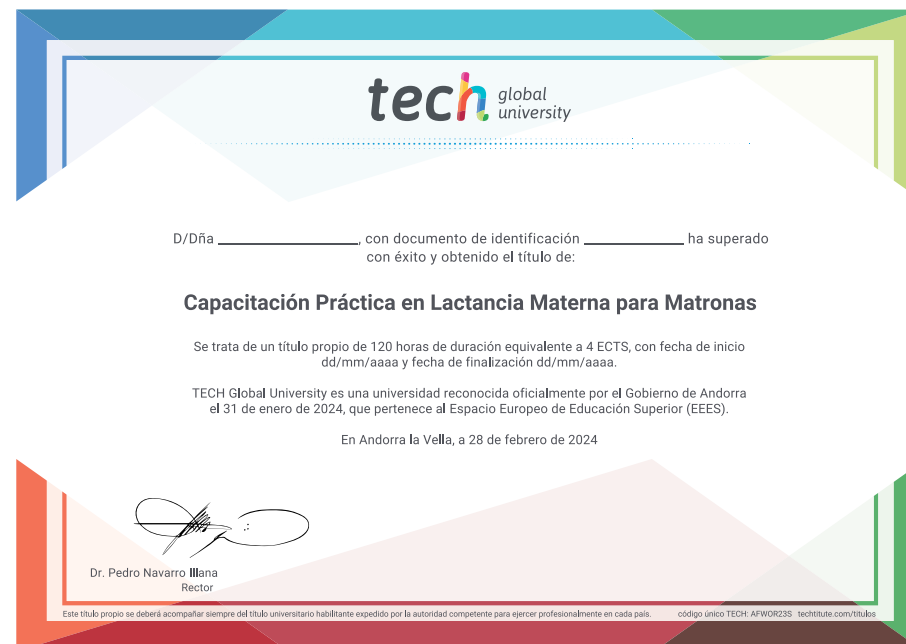 tech global university
D/Dña ____________________, con documento de identificación ______________ ha superado
con éxito y obtenido el título de:
Capacitación Práctica en Lactancia Materna para Matronas
Se trata de un título propio de 120 horas de duración equivalente a 4 ECTS, con fecha de inicio
dd/mm/aaaa y fecha de finalización dd/mm/aaaa.
TECH Global University es una universidad reconocida oficialmente por el Gobierno de Andorra
el 31 de enero de 2024, que pertenece al Espacio Europeo de Educación Superior (EEES).
En Andorra la Vella, a 28 de febrero de 2024
Dr. Pedro Navarro Illana
Rector
Este título propio se deberá acompañar siempre del título universitario habilitante expedido por la autoridad competente para ejercer profesionalmente en cada país. código único TECH: AFWOR23S techtitute.com/titulos